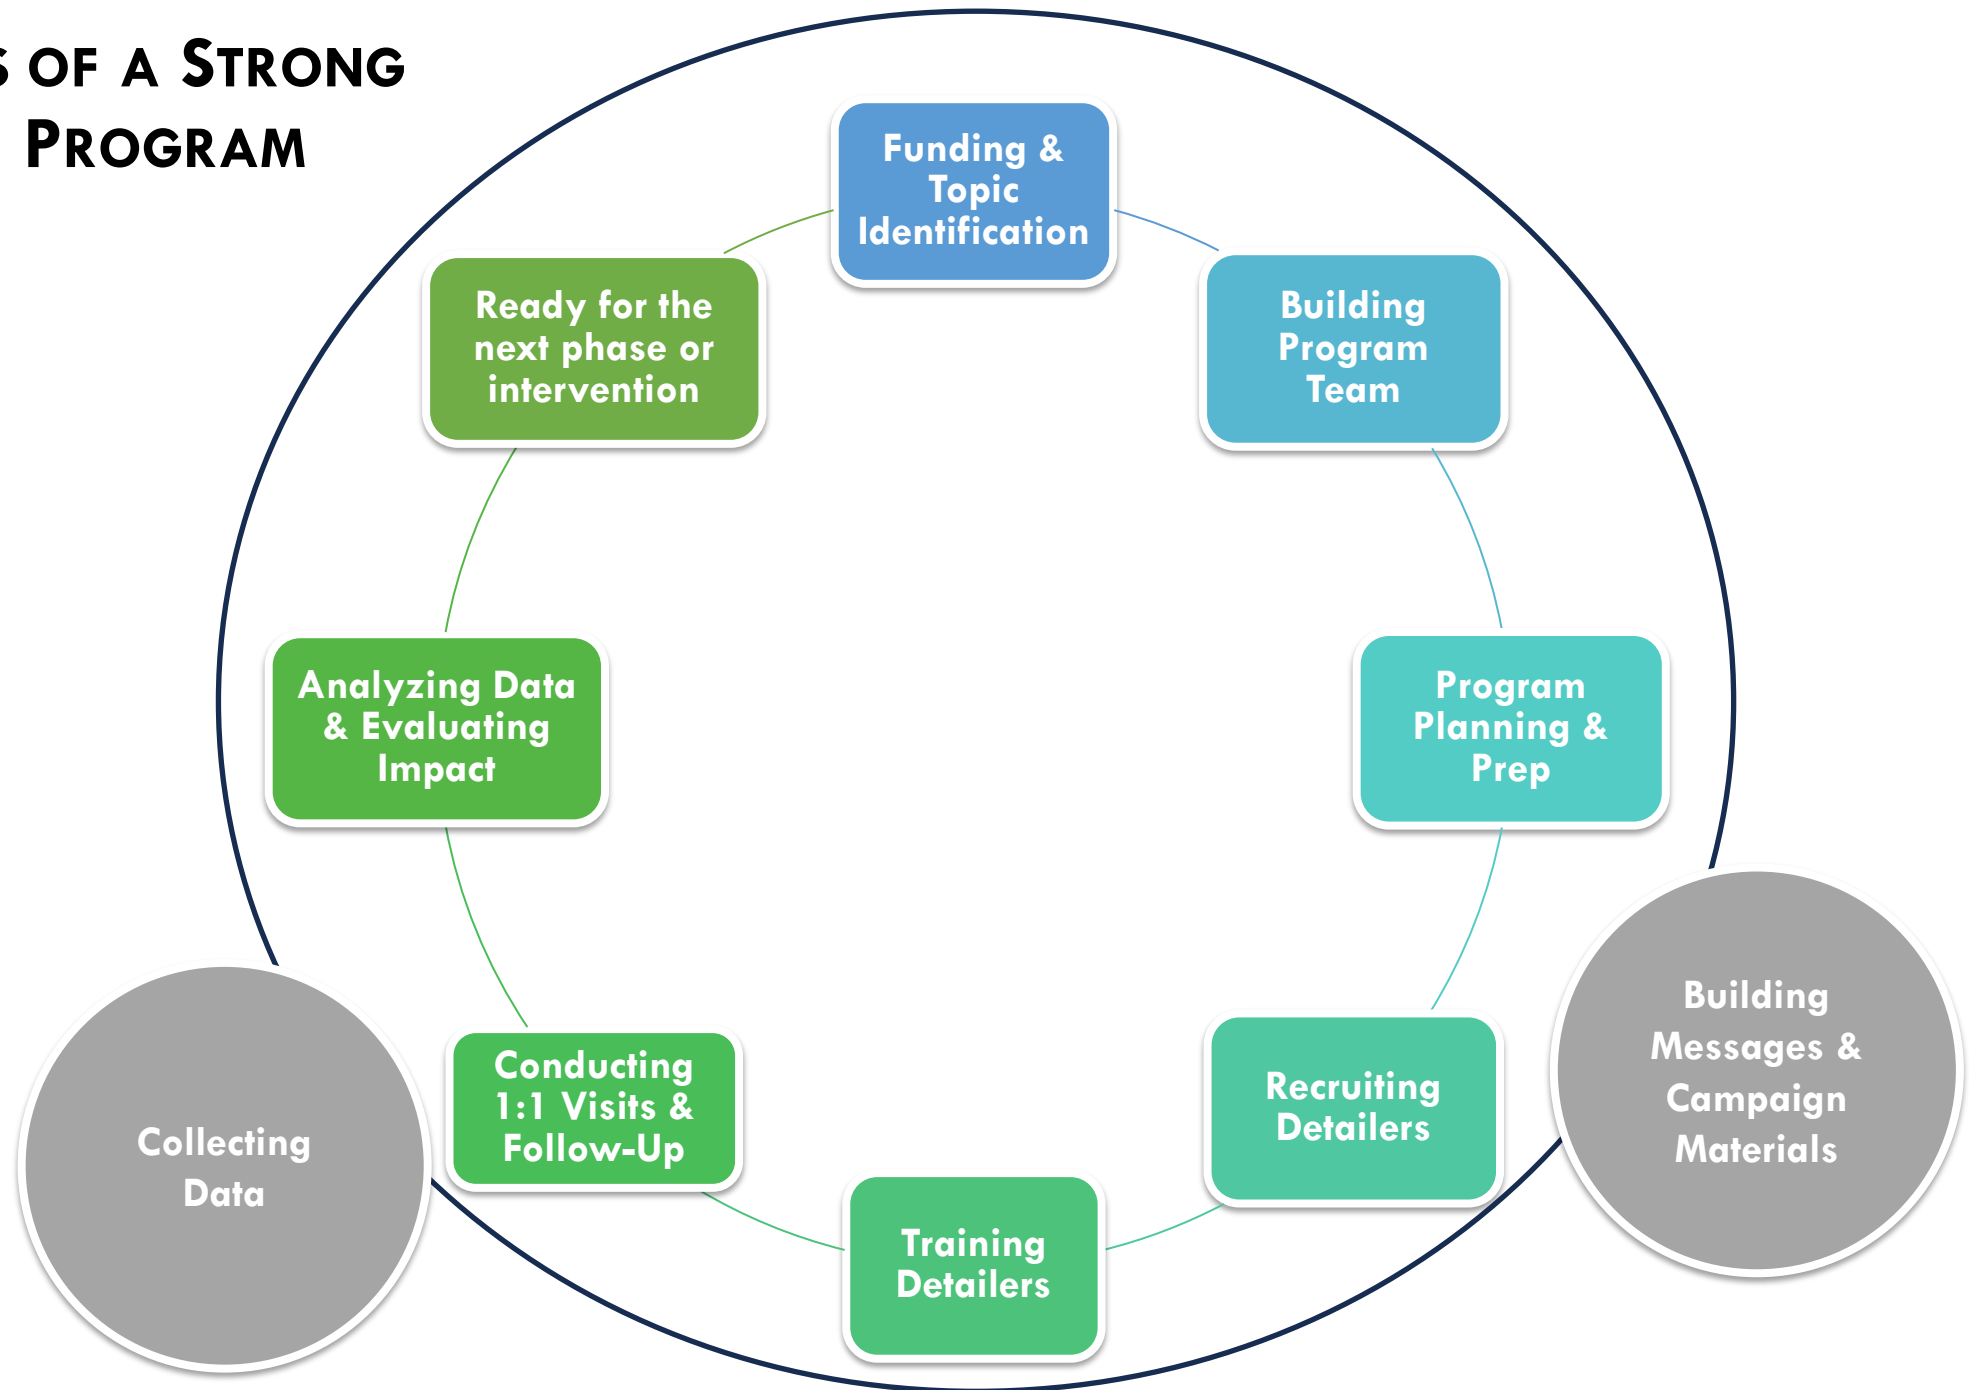 OF A STRONG
PROGRAM
Funding &
Topic
Identification
Building
Program
Team
Program
Planning &
Prep
Recruiting
Detailers
Training
Detailers
Conducting
1:1 Visits &
Follow-Up
Analyzing Data
& Evaluating
Impact
Ready for the
next phase or
intervention
Building
Messages &
Campaign
Materials
Collecting
Data